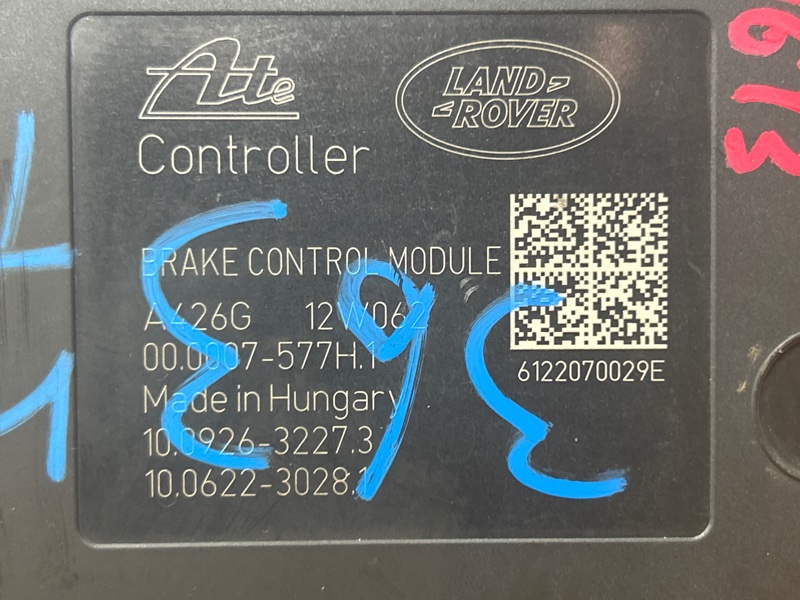 Ate
LAND ROVER
Controller
BRAKE CONTROL MODULE
A426G 12W062
00.0007-577H.1
6122070029E
Made in Hungary
10.0926-3227.3
10.0622-3028.1